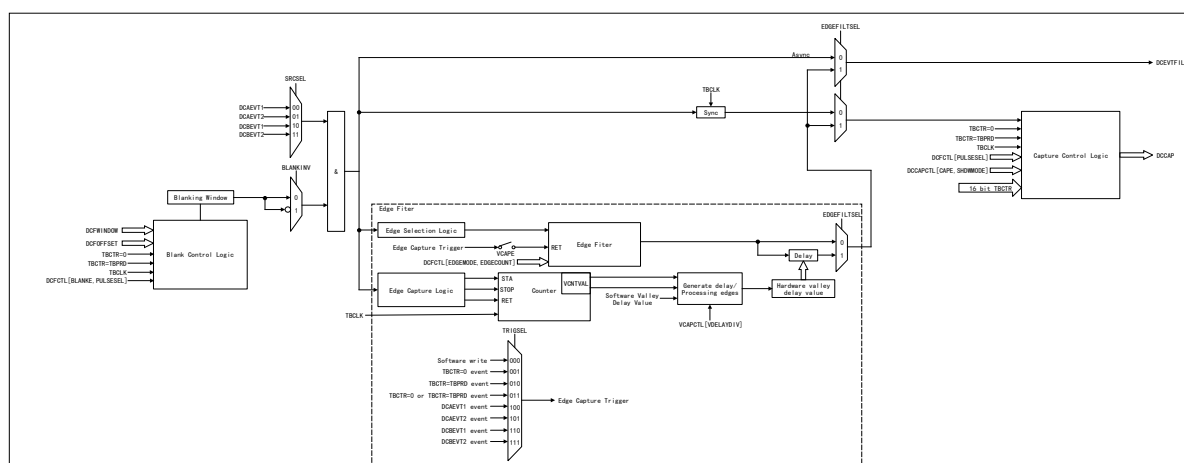 EDGEFILTSEL
Async
0
1
DCEVTFIL
SRCSEL
TBCLK
DCAEVT1
DCAEVT2
DCBEVT1
DCBEVT2
00
01
10
11
Sync
0
1
TBCTR=0
TBCTR=TBPRD
TBCLK
DCFCTL[PULSESEL]
DCCAPCTL[CAPE,SHDWMODE]
16 bit TBCTR
Capture Control Logic
DCCAP
BLANKINV
&
Blanking Window
0
1
DCFWINDOW
DCFOFFSET
TBCTR=0
TBCTR=TBPRD
TBCLK
DCFCTL[BLANKE,PULSESEL]
Blank Control Logic
Edge Fiter
EDGEFILTSEL
Edge Selection Logic
Edge Capture Trigger
VCAPE
RET
Edge Fiter
DCFCTL[EDGEMODE,EDGECOUNT]
0
1
Delay
Edge Capture Logic
STA
STOP
RET
Counter
VCNTVAL
Software Valley
Delay Value
Generate delay/
Processing edges
Hardware valley
delay value
TBCLK
VCAPCTL[VDELAYDIV]
TRIGSEL
Software write
000
TBCTR=0 event
001
TBCTR=TBPRD event
010
TBCTR=0 or TBCTR=TBPRD event
011
DCAEVT1 event
100
DCAEVT2 event
101
DCBEVT1 event
110
DCBEVT2 event
111
Edge Capture Trigger